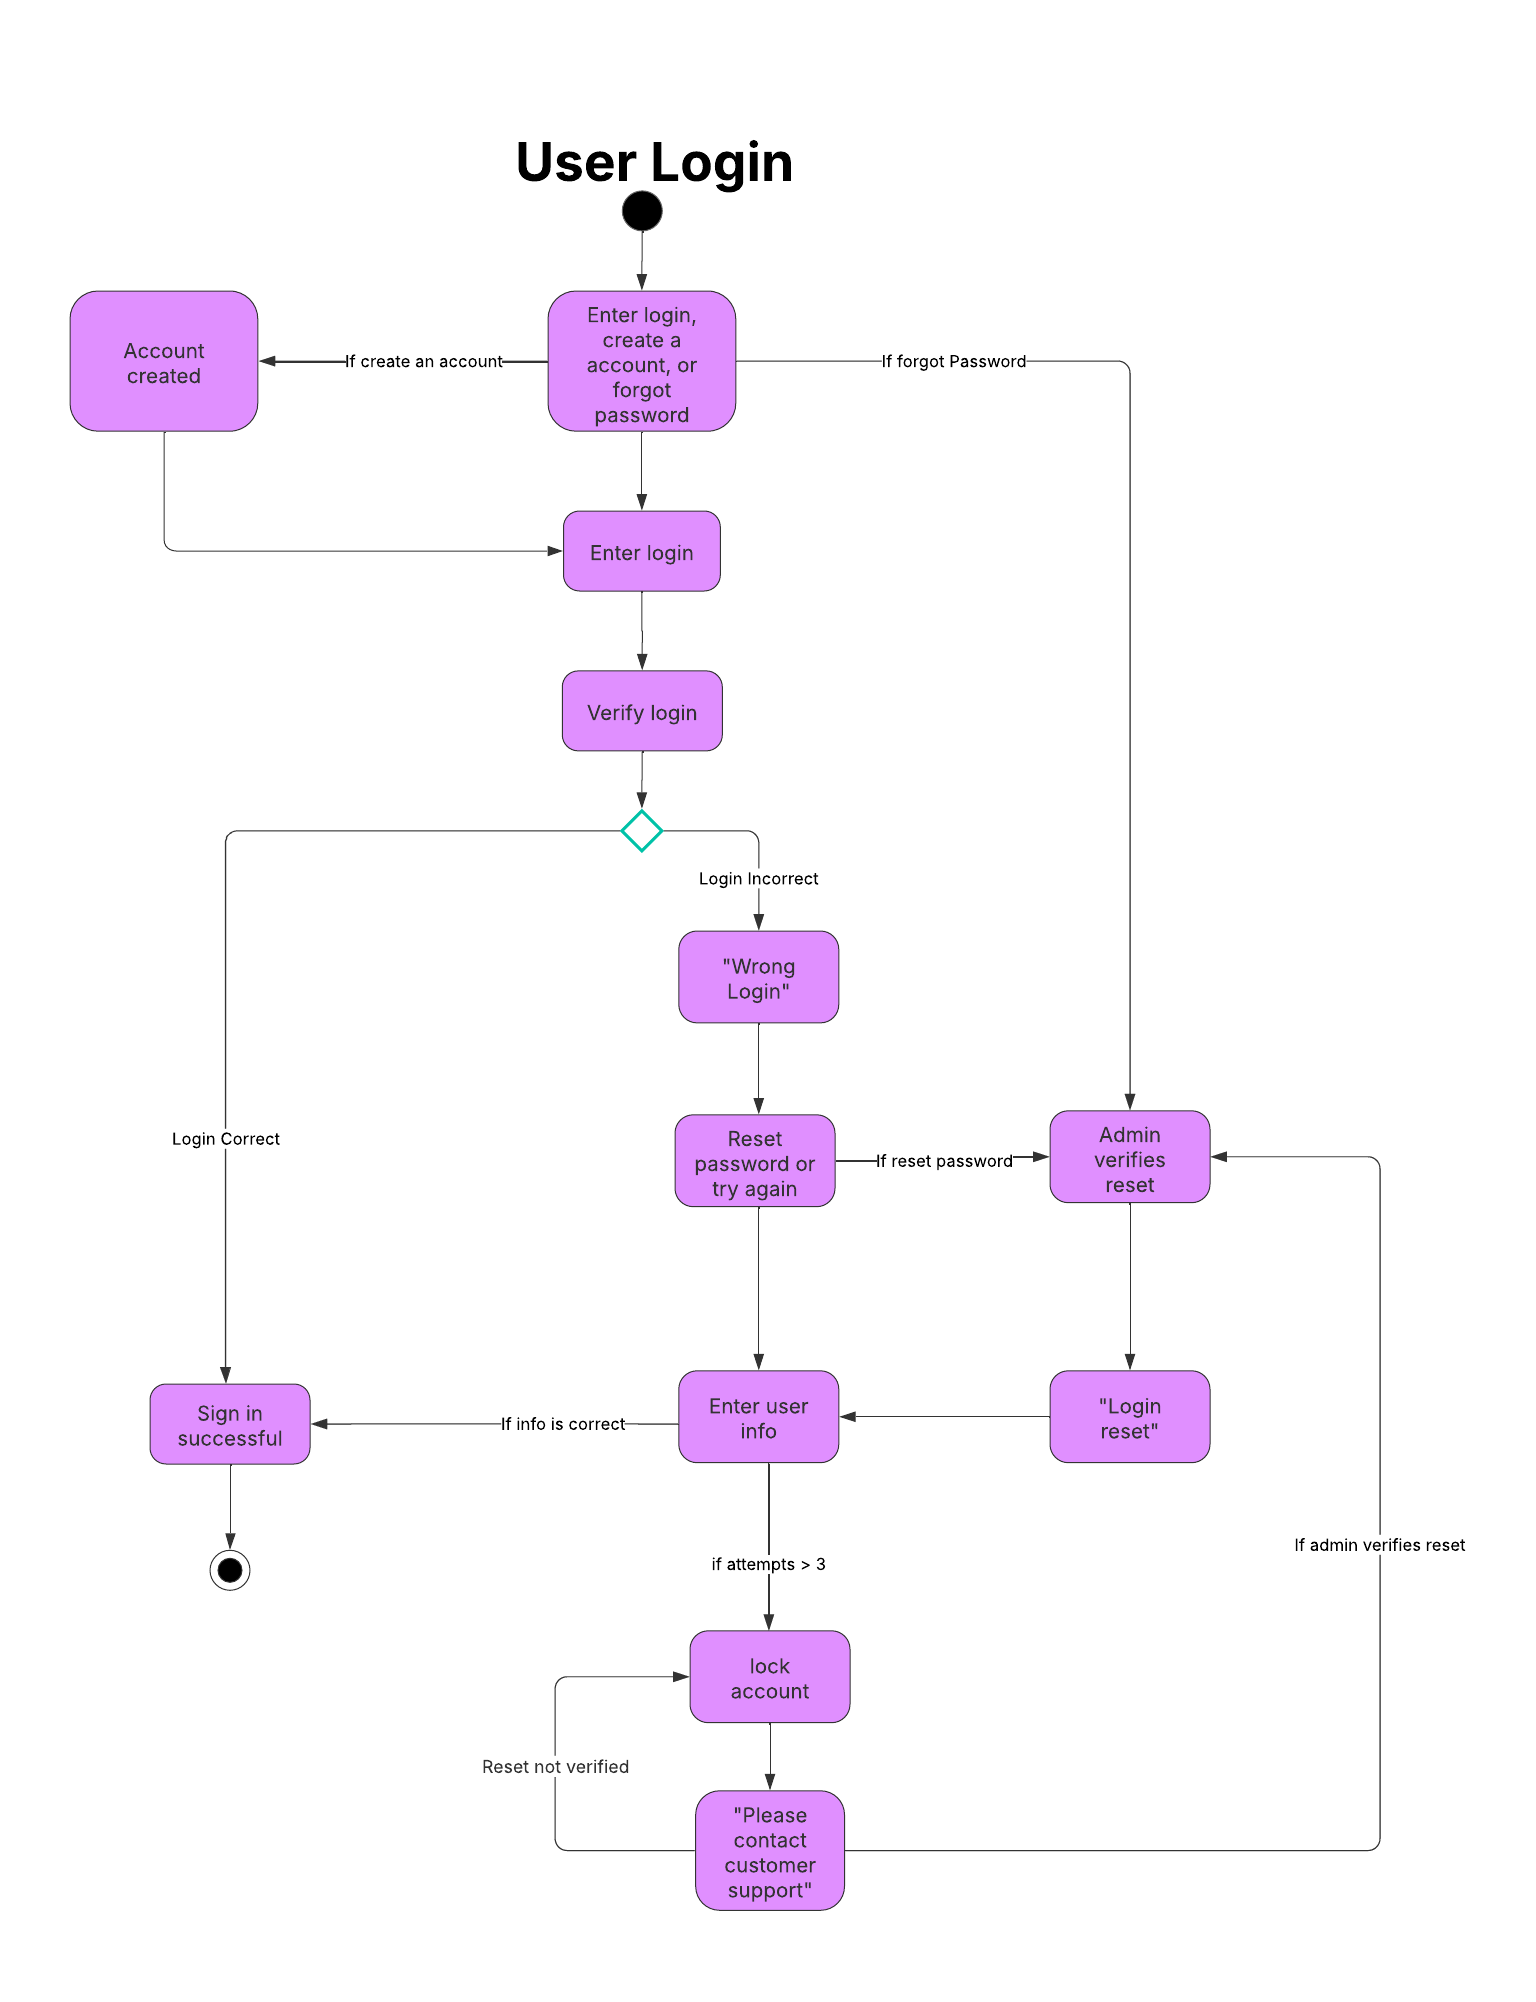 User Login
Account
created
If create an account
Enter login,
create a
account, or
forgot
password
If forgot Password
Enter login
Verify login
Login Incorrect
"Wrong
Login"
Login Correct
Reset
password or
try again
If reset password
Admin
verifies
reset
Sign in
successful
If info is correct
Enter user
info
"Login
reset"
If admin verifies reset
if attempts > 3
lock
account
Reset not verified
"Please
contact
customer
support"